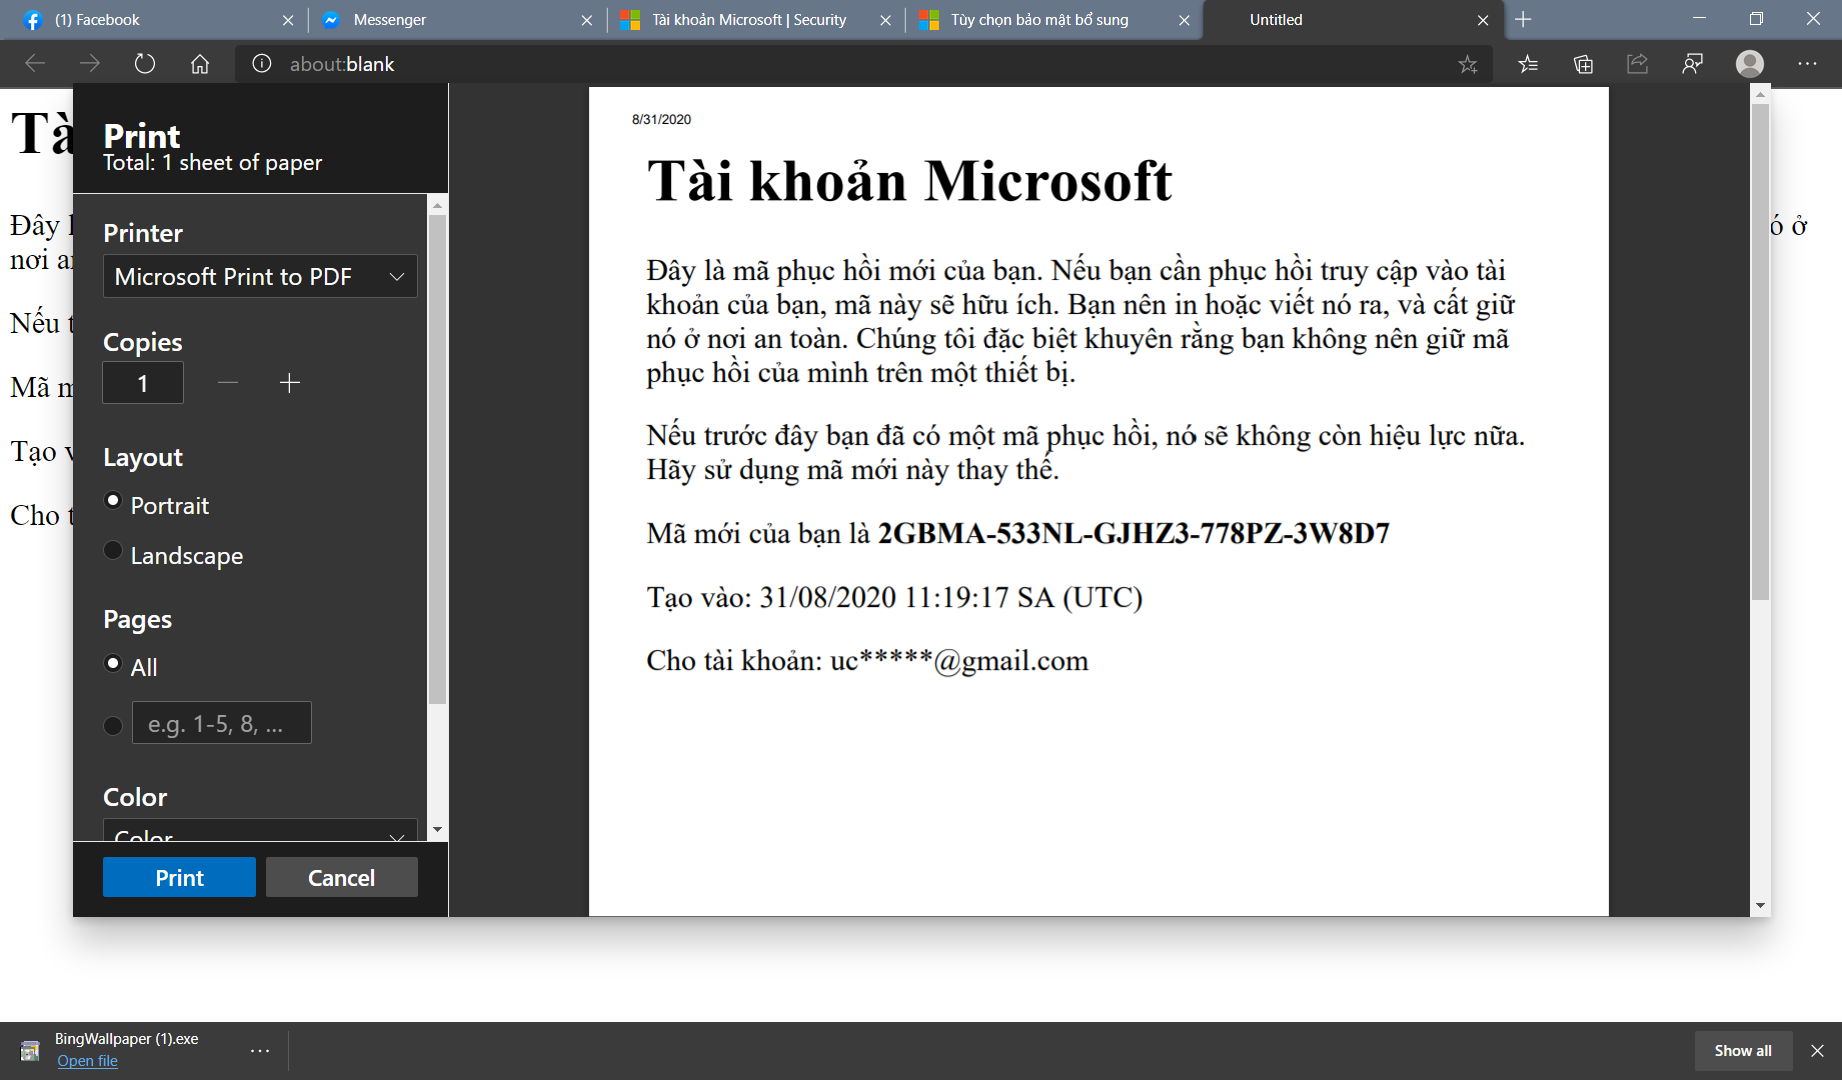 (1) Facebook
Messenger
Tài khoản Microsoft | Security
Tùy chọn bảo mật bổ sung
Untitled
about:blank
Print
Total: 1 sheet of paper
Printer
Microsoft Print to PDF
Copies
1
Layout
Portrait
Landscape
Pages
All
e.g. 1-5, 8, ...
Color
Color
Print
Cancel
8/31/2020
Tài khoản Microsoft
Đây là mã phục hồi mới của bạn. Nếu bạn cần phục hồi truy cập vào tài
khoản của bạn, mã này sẽ hữu ích. Bạn nên in hoặc viết nó ra, và cất giữ
nó ở nơi an toàn. Chúng tôi đặc biệt khuyên rằng bạn không nên giữ mã
phục hồi của mình trên một thiết bị.
Nếu trước đây bạn đã có một mã phục hồi, nó sẽ không còn hiệu lực nữa.
Hãy sử dụng mã mới này thay thế.
Mã mới của bạn là 2GBMA-533NL-GJHZ3-778PZ-3W8D7
Tạo vào: 31/08/2020 11:19:17 SA (UTC)
Cho tài khoản: uc*****@gmail.com
Tà
Đây
ó ở
nơi
Nếu
Mã
Tạo
Cho
BingWallpaper (1).exe
Open file
Show all